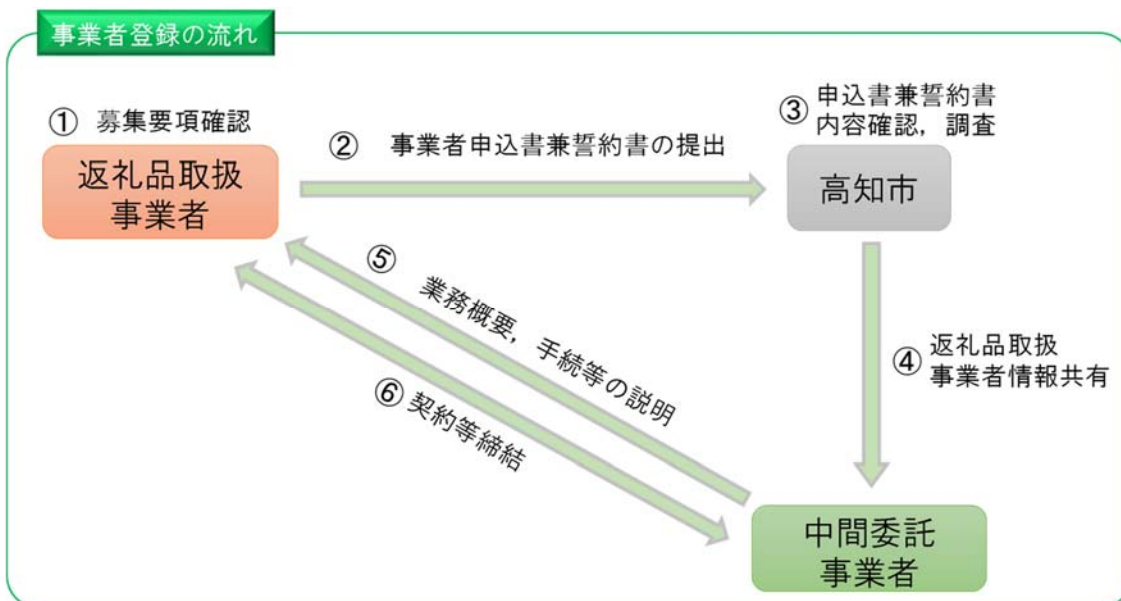 事業者登録の流れ
① 募集要項確認
返礼品取扱
事業者
② 事業者申込書兼誓約書の提出
③ 申込書兼誓約書
内容確認，調査
高知市
④ 返礼品取扱
事業者情報共有
⑤ 業務概要，手続等の説明
⑥ 契約等締結
中間委託
事業者